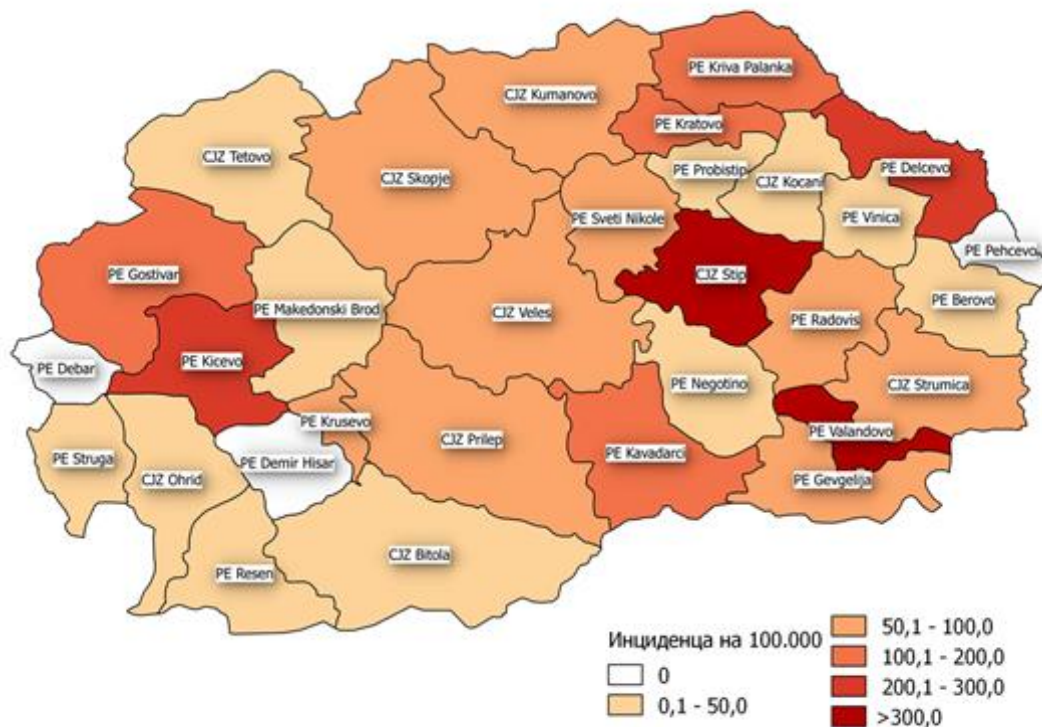 PE Kriva Palanka
CJZ Kumanovo
PE Kratovo
CJZ Tetovo
CJZ Skopje
PE Probistip
CJZ Kocani
PE Delcevo
PE Sveti Nikole
PE Vinica
PE Pehcevo
PE Gostivar
CJZ Stip
PE Makedonski Brod
CJZ Veles
PE Radovis
PE Berovo
PE Debar
PE Kicevo
PE Negotino
CJZ Strumica
PE Krusevo
CJZ Prilep
PE Valandovo
PE Struga
PE Demir Hisar
PE Kavadarci
CJZ Ohrid
PE Gevgelija
CJZ Bitola
PE Resen
Инциденца на 100.000
0
0,1 - 50,0
50,1 - 100,0
100,1 - 200,0
200,1 - 300,0
>300,0